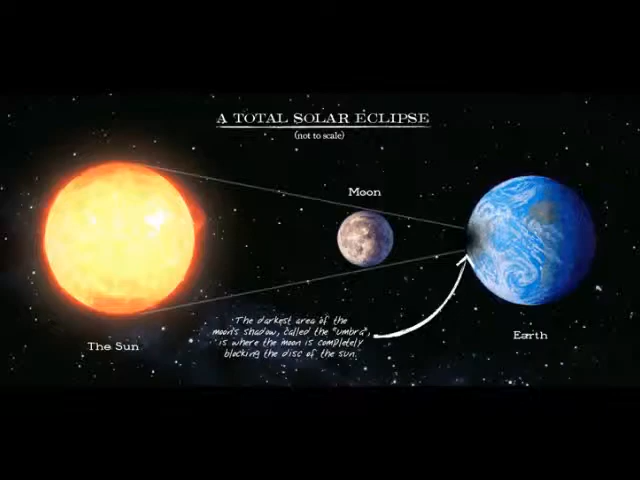 A TOTAL SOLAR ECLIPSE
(not to scale)
Moon
The darkest area of the
moon's shadow, called the "umbra",
is where the moon is completely
blocking the disc of the sun.
Earth
The Sun